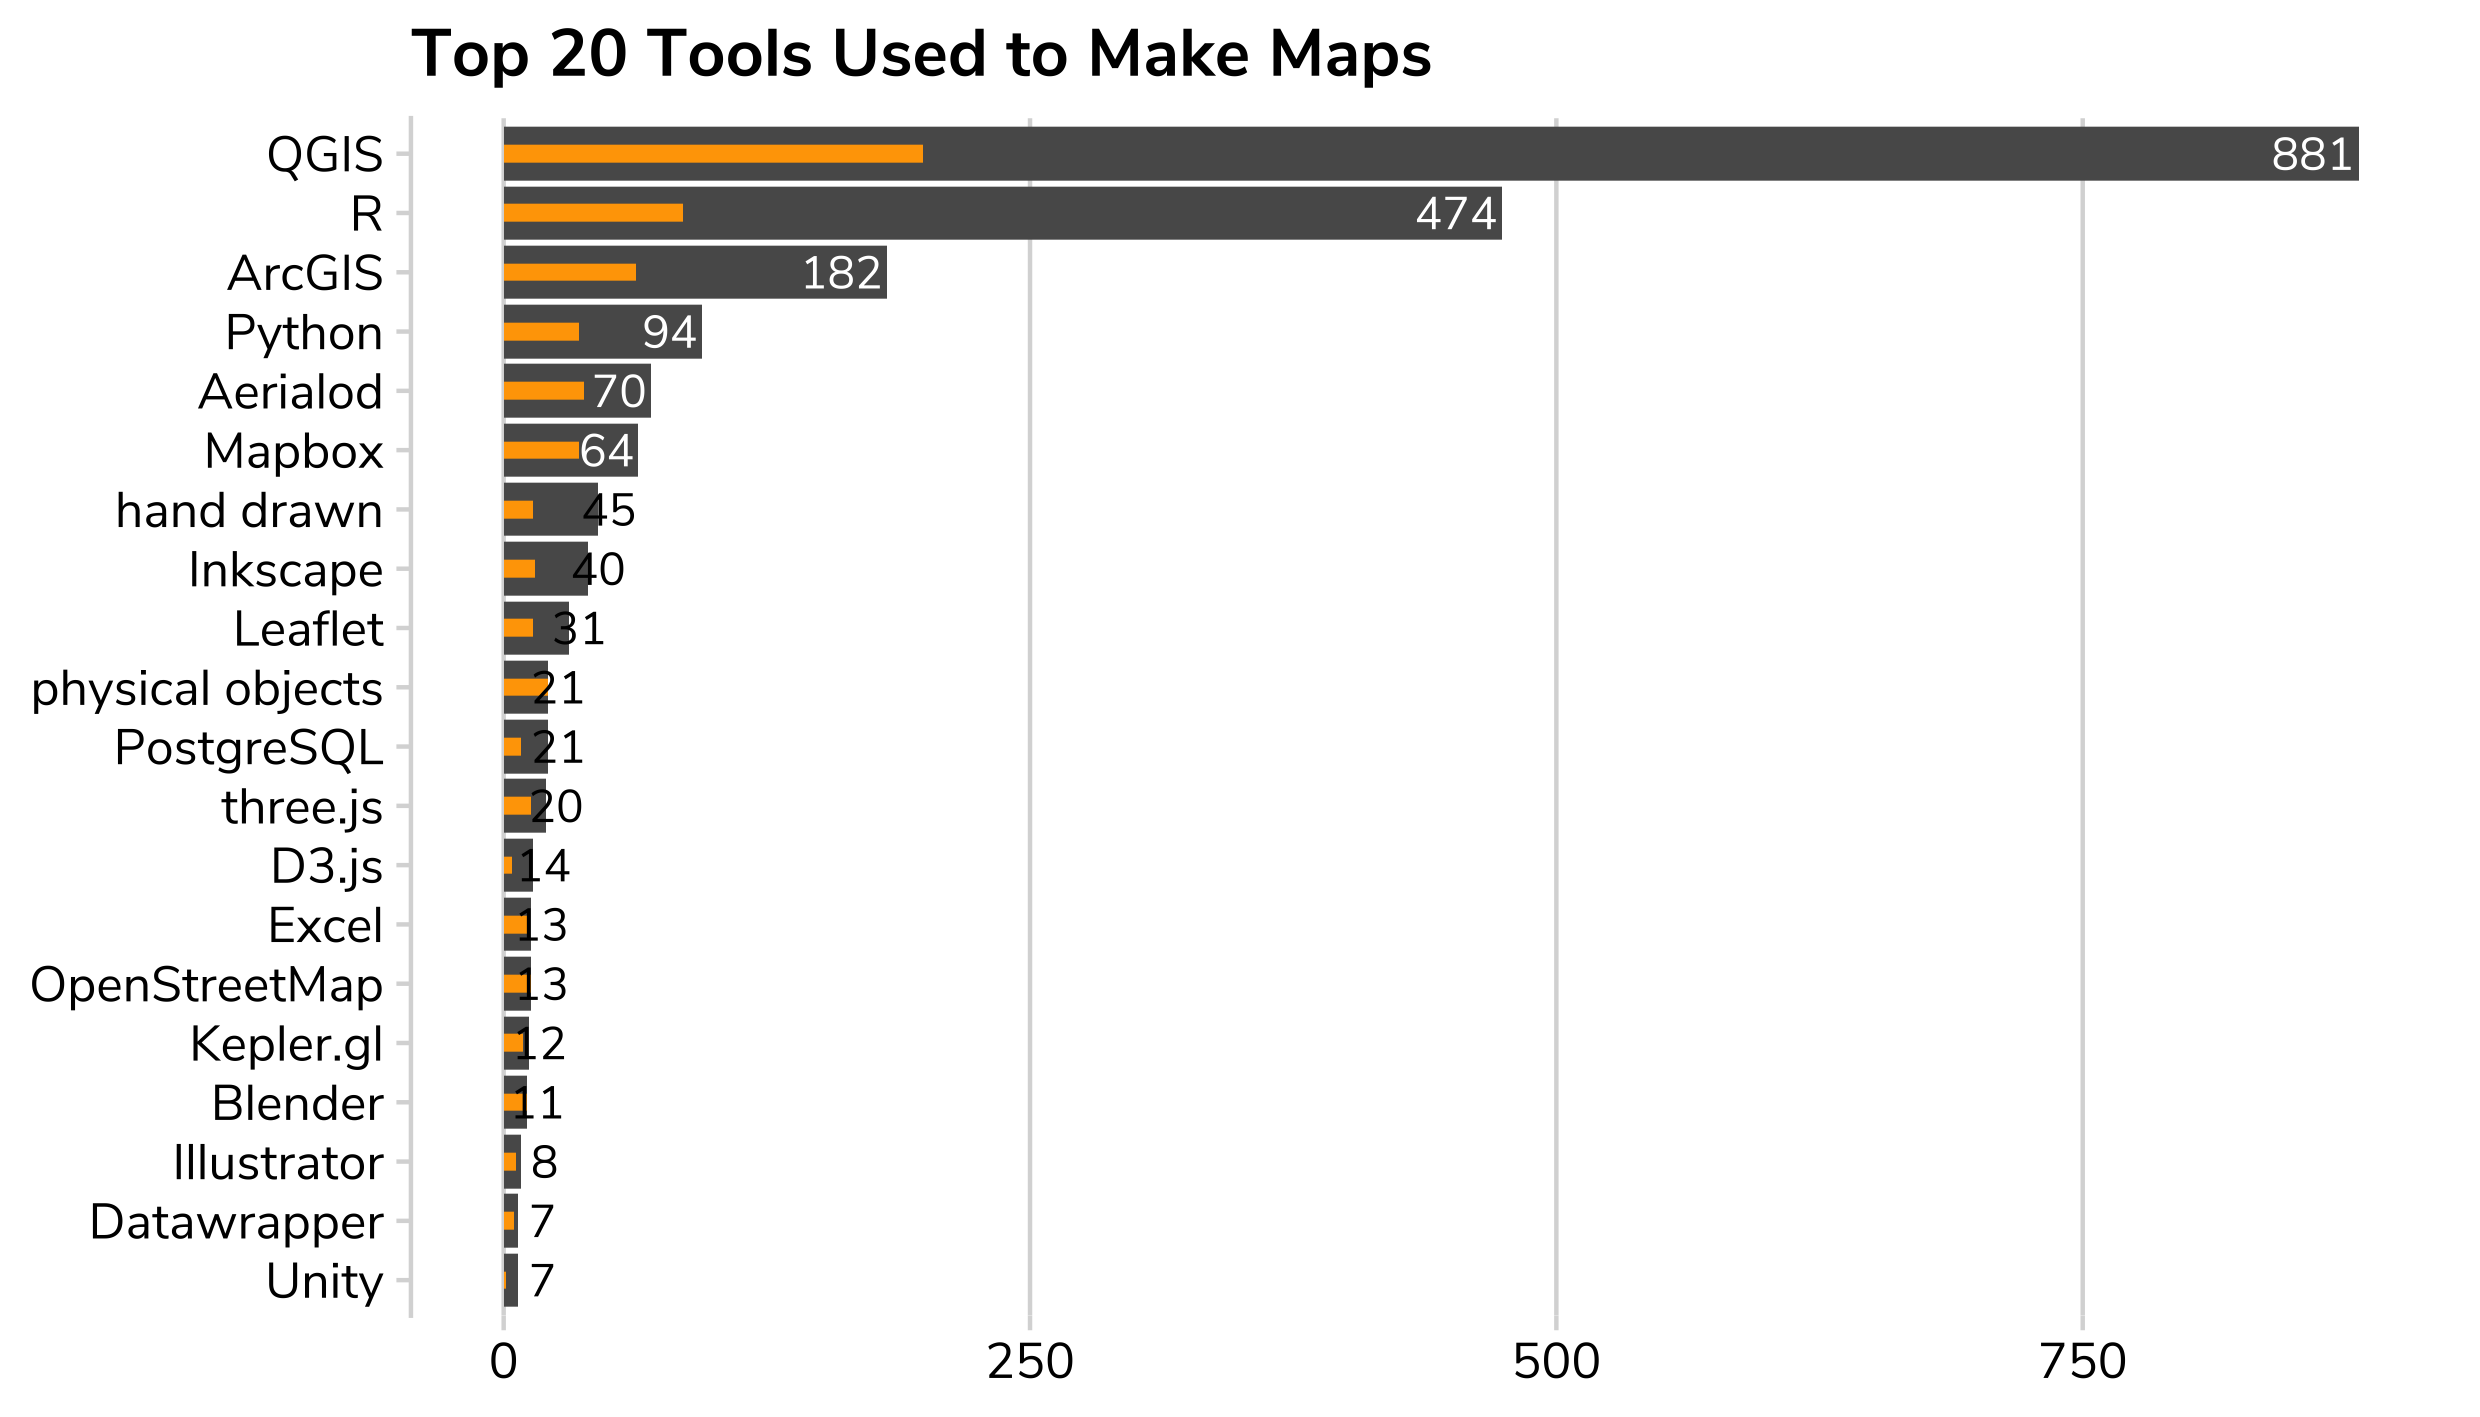 Top 20 Tools Used to Make Maps
QGIS 881
R 474
ArcGIS 182
Python 94
Aerialod 70
Mapbox 64
hand drawn 45
Inkscape 40
Leaflet 31
physical objects 21
PostgreSQL 21
three.js 20
D3.js 14
Excel 13
OpenStreetMap 13
Kepler.gl 12
Blender 11
Illustrator 8
Datawrapper 7
Unity 7
0 250 500 750